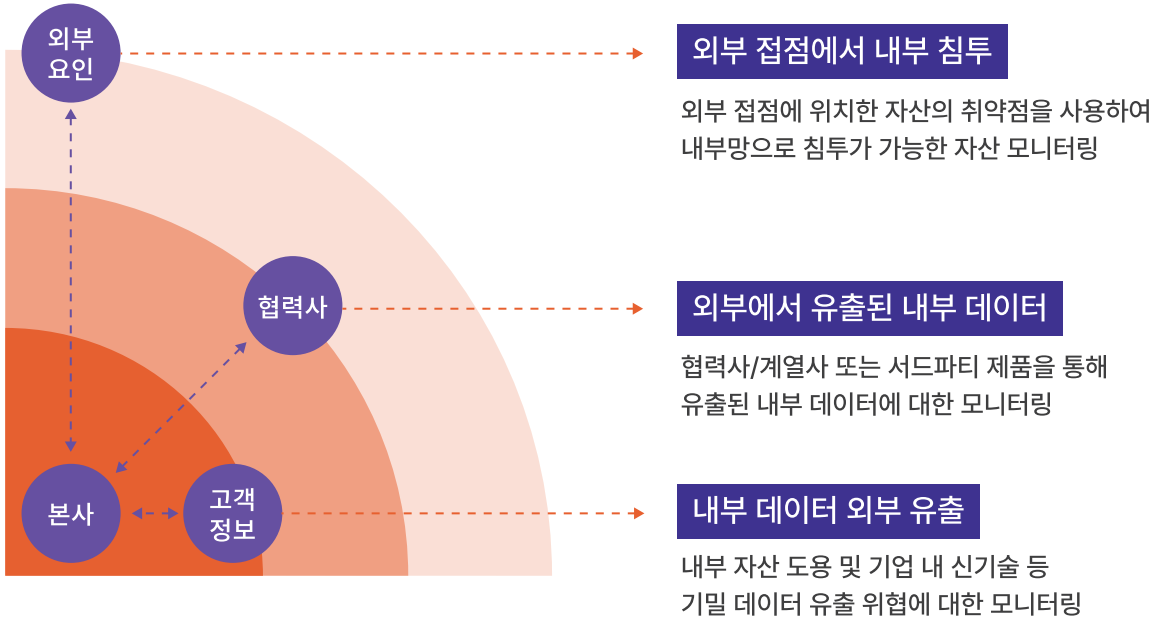 외부
요인
외부 접점에서 내부 침투
외부 접점에 위치한 자산의 취약점을 사용하여
내부망으로 침투가 가능한 자산 모니터링
협력사
외부에서 유출된 내부 데이터
협력사/계열사 또는 서드파티 제품을 통해
유출된 내부 데이터에 대한 모니터링
본사
고객
정보
내부 데이터 외부 유출
내부 자산 도용 및 기업 내 신기술 등
기밀 데이터 유출 위협에 대한 모니터링